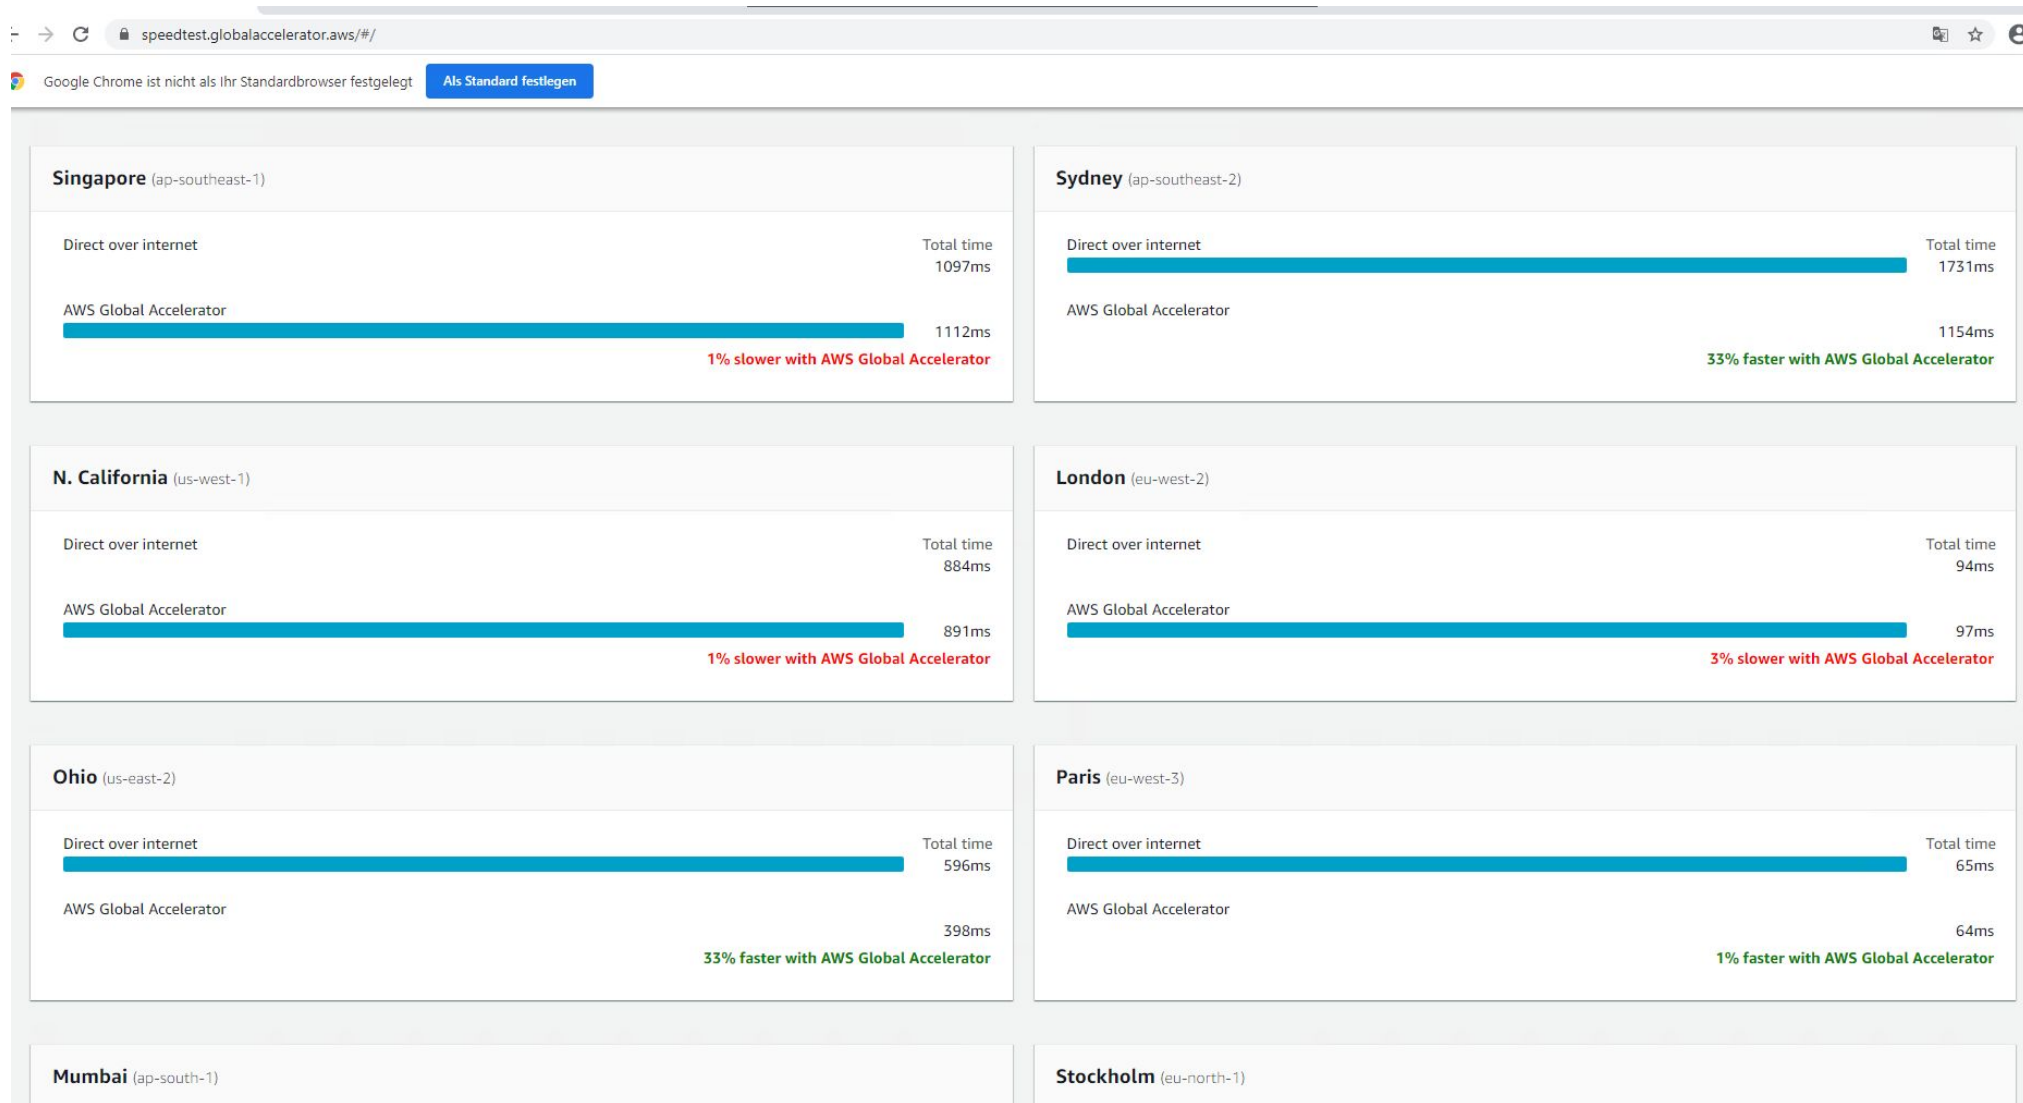 speedtest.globalaccelerator.aws/#/
Google Chrome ist nicht als Ihr Standardbrowser festgelegt Als Standard festlegen
Singapore (ap-southeast-1)
Direct over internet Total time
1097ms
AWS Global Accelerator
1112ms
1% slower with AWS Global Accelerator
Sydney (ap-southeast-2)
Direct over internet Total time
1731ms
AWS Global Accelerator
1154ms
33% faster with AWS Global Accelerator
N. California (us-west-1)
Direct over internet Total time
884ms
AWS Global Accelerator
891ms
1% slower with AWS Global Accelerator
London (eu-west-2)
Direct over internet Total time
94ms
AWS Global Accelerator
97ms
3% slower with AWS Global Accelerator
Ohio (us-east-2)
Direct over internet Total time
596ms
AWS Global Accelerator
398ms
33% faster with AWS Global Accelerator
Paris (eu-west-3)
Direct over internet Total time
65ms
AWS Global Accelerator
64ms
1% faster with AWS Global Accelerator
Mumbai (ap-south-1)
Stockholm (eu-north-1)